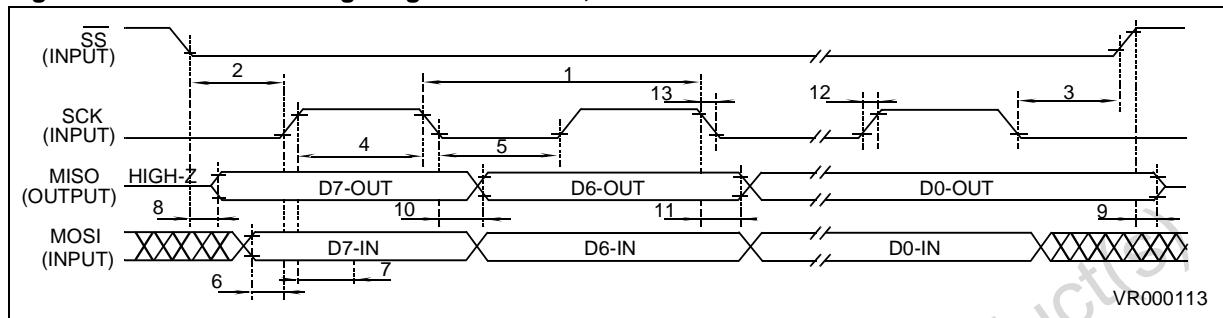 SS
(INPUT)
2
1
13
12
3
SCK
(INPUT)
4
5
MISO
(OUTPUT)
HIGH-Z
D7-OUT
D6-OUT
D0-OUT
8
10
11
9
MOSI
(INPUT)
D7-IN
D6-IN
D0-IN
6
7
VR000113
duct(s)